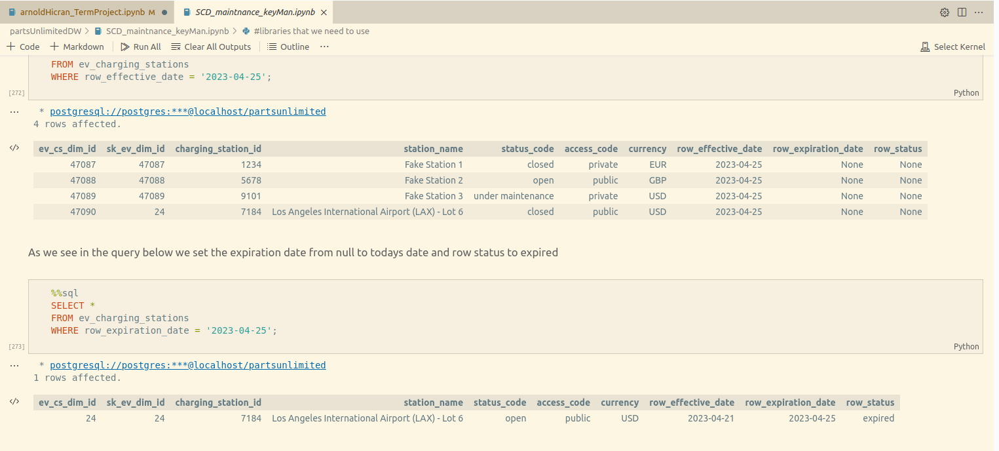 arnoldHicran_TermProject.ipynb M ● SCD_maintnance_keyMan.ipynb ×
partsUnlimitedDW > SCD_maintnance_keyMan.ipynb > #libraries that we need to use
+ Code + Markdown Run All Clear All Outputs Outline ··· Select Kernel
FROM ev_charging_stations
WHERE row_effective_date = '2023-04-25';
[272] Python
* postgresql://postgres:***@localhost/partsunlimited
4 rows affected.
ev_cs_dim_id sk_ev_dim_id charging_station_id station_name status_code access_code currency row_effective_date row_expiration_date row_status
47087 47087 1234 Fake Station 1 closed private EUR 2023-04-25 None None
47088 47088 5678 Fake Station 2 open public GBP 2023-04-25 None None
47089 47089 9101 Fake Station 3 under maintenance private USD 2023-04-25 None None
47090 24 7184 Los Angeles International Airport (LAX) - Lot 6 closed public USD 2023-04-25 None None
As we see in the query below we set the expiration date from null to todays date and row status to expired
%%sql
SELECT *
FROM ev_charging_stations
WHERE row_expiration_date = '2023-04-25';
[273] Python
* postgresql://postgres:***@localhost/partsunlimited
1 rows affected.
ev_cs_dim_id sk_ev_dim_id charging_station_id station_name status_code access_code currency row_effective_date row_expiration_date row_status
24 24 7184 Los Angeles International Airport (LAX) - Lot 6 open public USD 2023-04-21 2023-04-25 expired